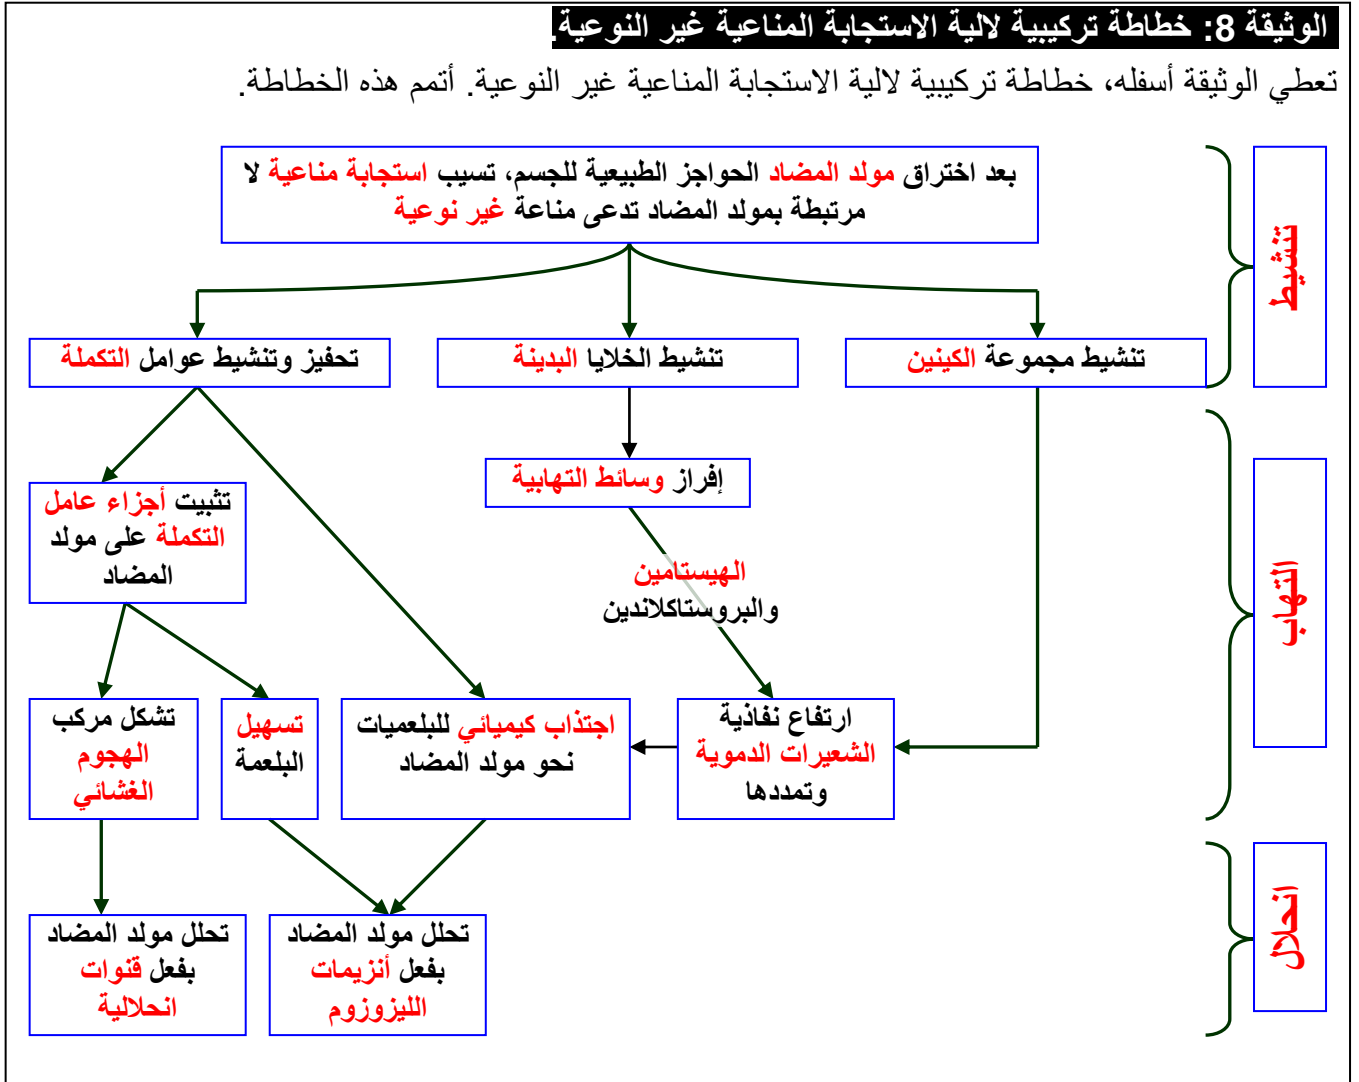 الوثيقة 8: خطاطة تركيبية لالية الاستجابة المناعية غير النوعية.
تعطي الوثيقة أسفله، خطاطة تركيبية لالية الاستجابة المناعية غير النوعية. أتمم هذه الخطاطة.
بعد اختراق مولد المضاد الحواجز الطبيعية للجسم، تسيب استجابة مناعية لا
مرتبطة بمولد المضاد تدعى مناعة غير نوعية
تنشيط
تنشيط مجموعة الكينين
تنشيط الخلايا البدينة
تحفيز وتنشيط عوامل التكملة
إفراز وسائط التهابية
تثبيت أجزاء عامل
التكملة على مولد
المضاد
الهيستامين
والبروستاكلاندين
التهاب
ارتفاع نفاذية
الشعيرات الدموية
وتمددها
اجتذاب كيميائي للبلعميات
نحو مولد المضاد
تسهيل
البلعمة
تشكل مركب
الهجوم
الغشائي
انحلال
تحلل مولد المضاد
بفعل أنزيمات
الليزوزوم
تحلل مولد المضاد
بفعل قنوات
انحلالية